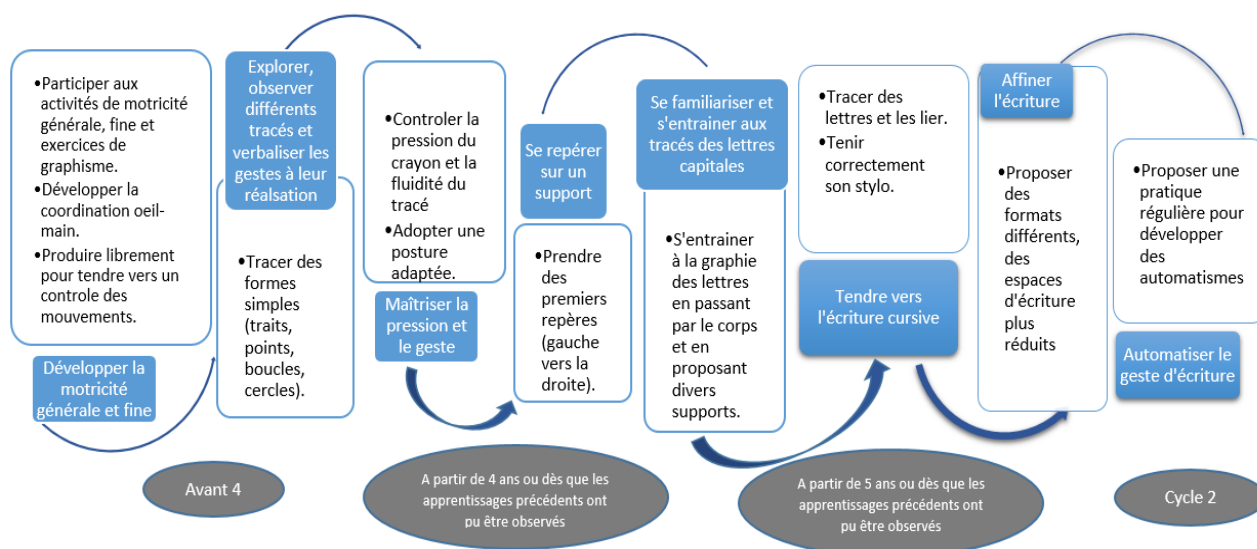 •Participer aux
activités de motricité
générale, fine et
exercices de
graphisme.
•Développer la
coordination oeil-
main.
•Produire librement
pour tendre vers un
controle des
mouvements.
Développer la
motricité
générale et fine
Explorer,
observer
différents
tracés et
verbaliser les
gestes à leur
réalsation
•Tracer des
formes
simples
(traits,
points,
boucles,
cercles).
•Controler la
pression du
crayon et la
fluidité du
tracé
•Adopter une
posture
adaptée.
Maîtriser la
pression et
le geste
Se repérer
sur un
support
•Prendre
des
premiers
repères
(gauche
vers la
droite).
Se familiariser et
s'entrainer aux
tracés des lettres
capitales
•S'entrainer
à la graphie
des lettres
en passant
par le corps
et en
proposant
divers
supports.
•Tracer des
lettres et les lier.
•Tenir
correctement
son stylo.
Tendre vers
l'écriture cursive
Affiner
l'écriture
•Proposer
des
formats
différents,
des
espaces
d'écriture
plus
réduits
•Proposer une
pratique
régulière pour
développer
des
automatismes
Automatiser le
geste d'écriture
Avant 4
A partir de 4 ans ou dès que les
apprentissages précédents ont
pu être observés
A partir de 5 ans ou dès que les
apprentissages précédents ont
pu être observés
Cycle 2